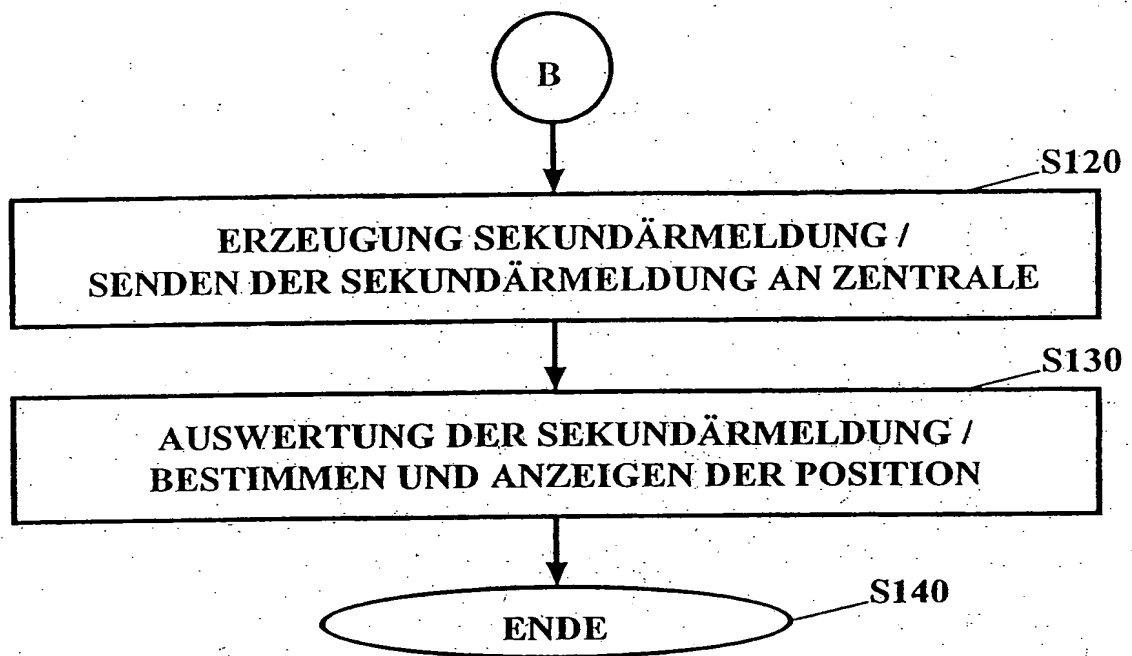 B
S120
ERZEUGUNG SEKUNDÄRMELDUNG /
SENDEN DER SEKUNDÄRMELDUNG AN ZENTRALE
S130
AUSWERTUNG DER SEKUNDÄRMELDUNG /
BESTIMMEN UND ANZEIGEN DER POSITION
S140
ENDE